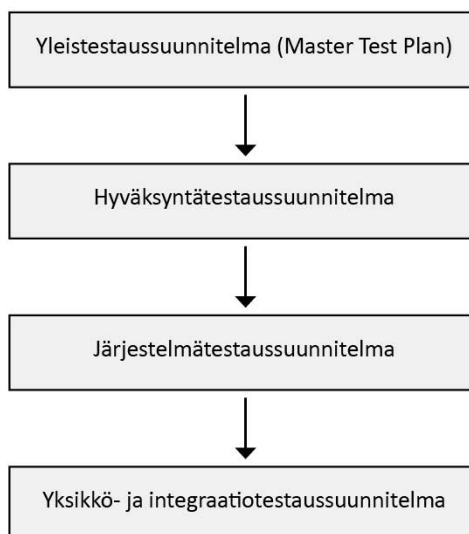 Yleistestaussuunnitelma (Master Test Plan)
Hyväksyntätestaussuunnitelma
Järjestelmätestaussuunnitelma
Yksikkö- ja integraatiotestaussuunnitelma